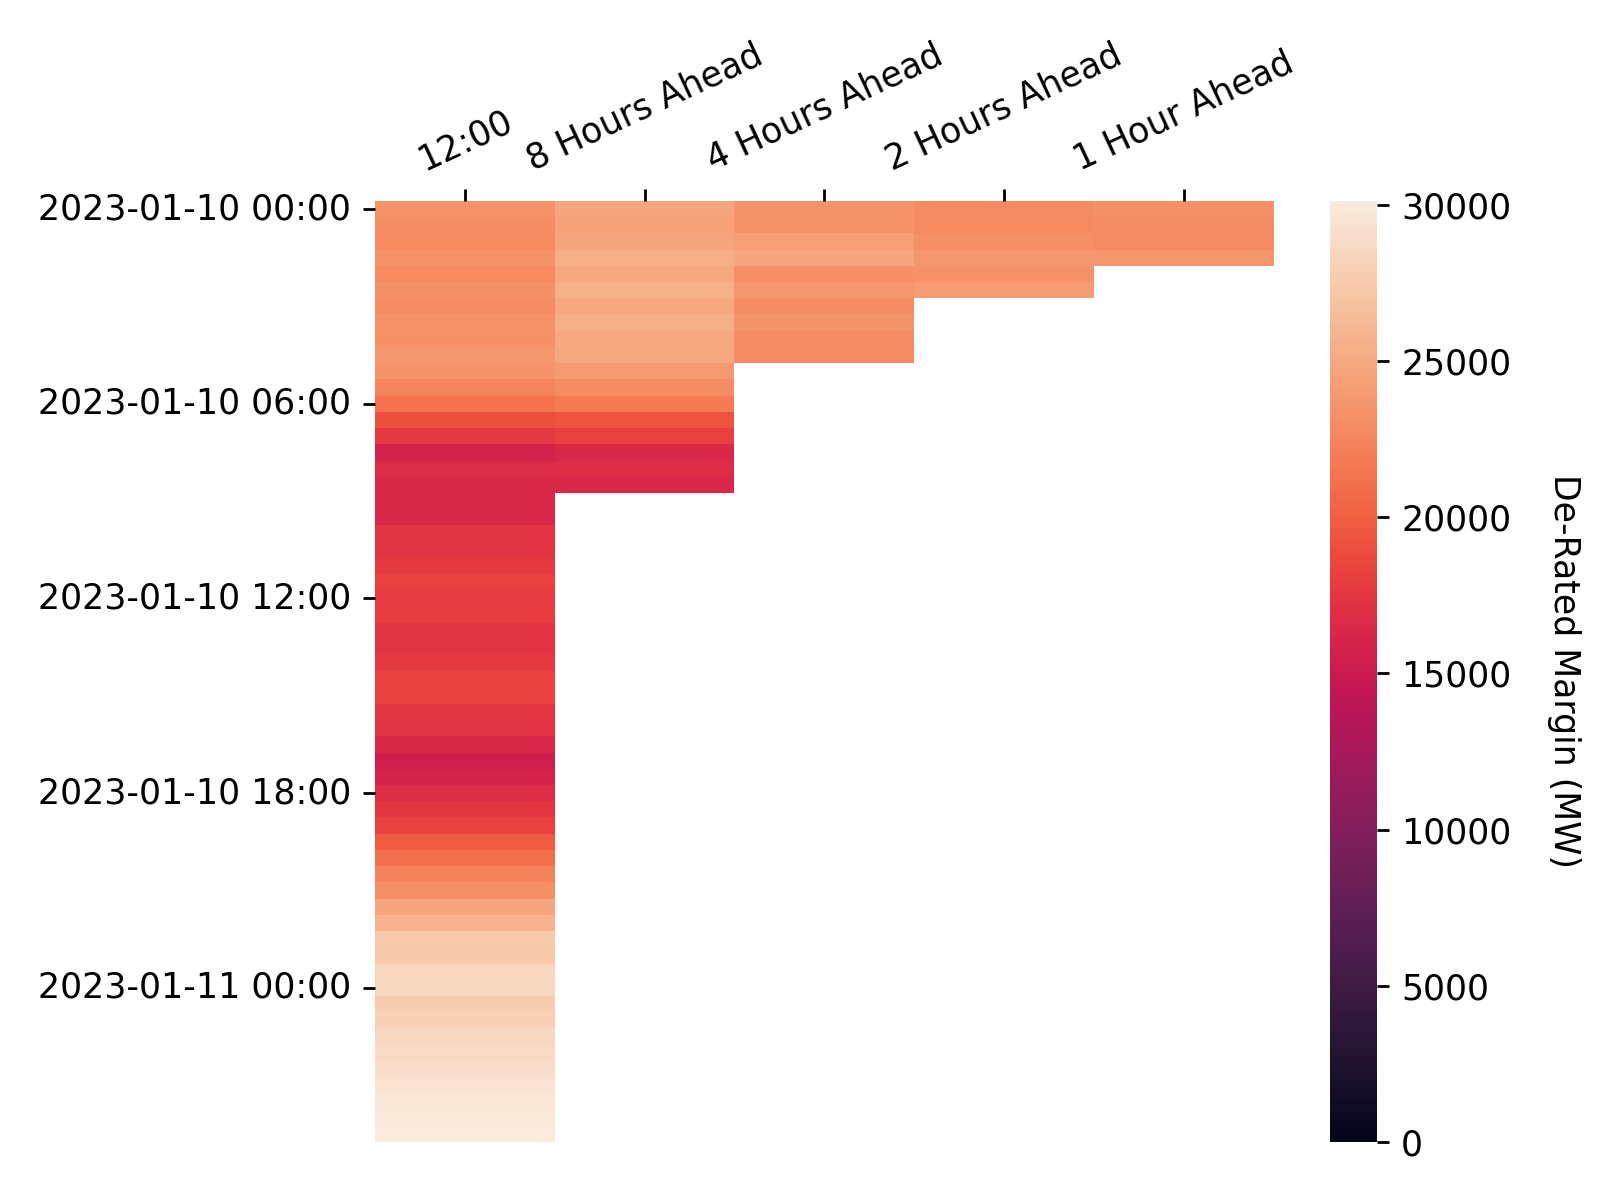 12:00
8 Hours Ahead
4 Hours Ahead
2 Hours Ahead
1 Hour Ahead
2023-01-10 00:00
2023-01-10 06:00
2023-01-10 12:00
2023-01-10 18:00
2023-01-11 00:00
30000
25000
20000
15000
10000
5000
0
De-Rated Margin (MW)